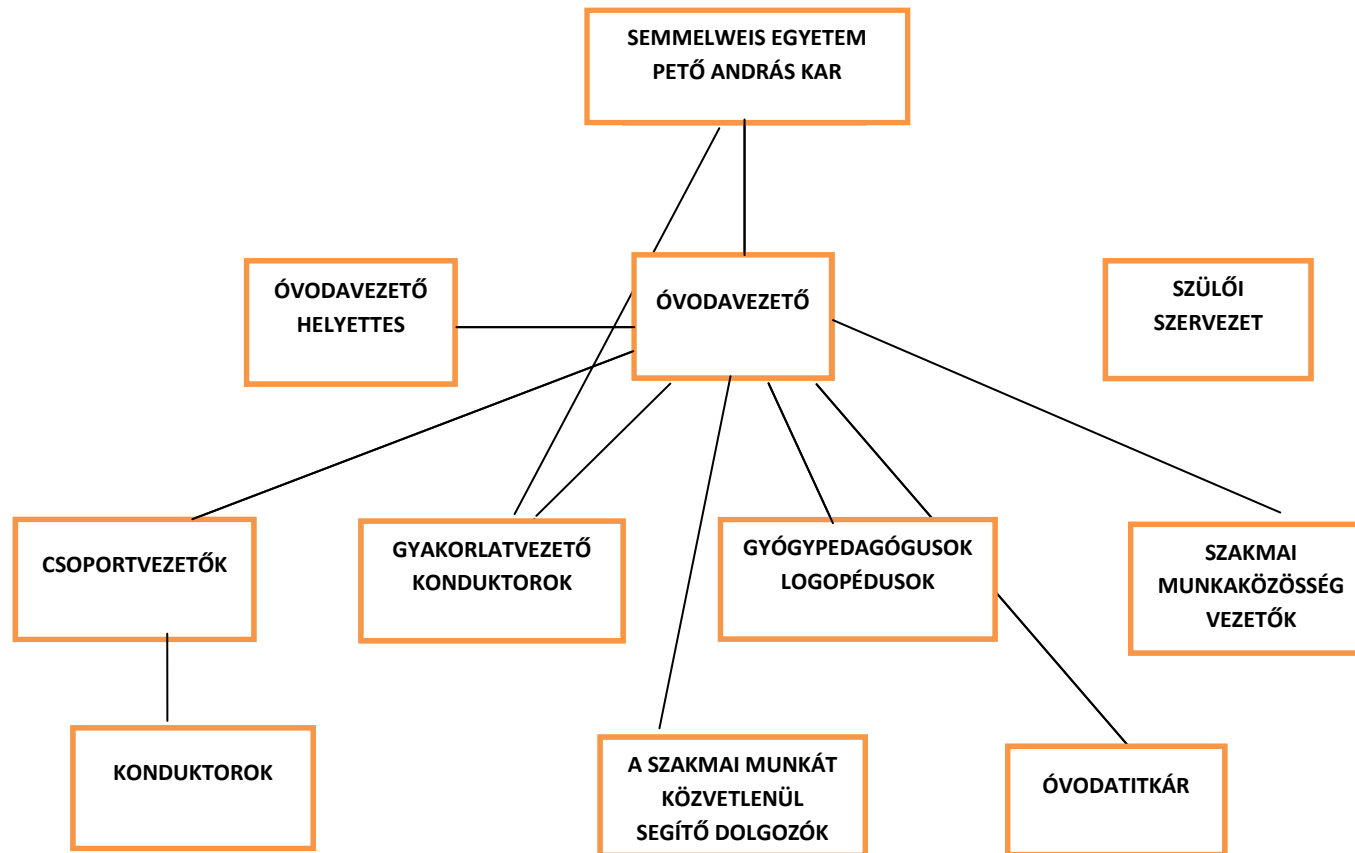 SEMMELWEIS EGYETEM
PETŐ ANDRÁS KAR
ÓVODAVEZETŐ
HELYETTES
ÓVODAVEZETŐ
SZÜLŐI
SZERVEZET
CSOPORTVEZETŐK
GYAKORLATVEZETŐ
KONDUKTOROK
GYÓGYPEDAGÓGUSOK
LOGOPÉDUSOK
SZAKMAI
MUNKAKÖZÖSSÉG
VEZETŐK
KONDUKTOROK
A SZAKMAI MUNKÁT
KÖZVETLENÜL
SEGÍTŐ DOLGOZÓK
ÓVODATITKÁR